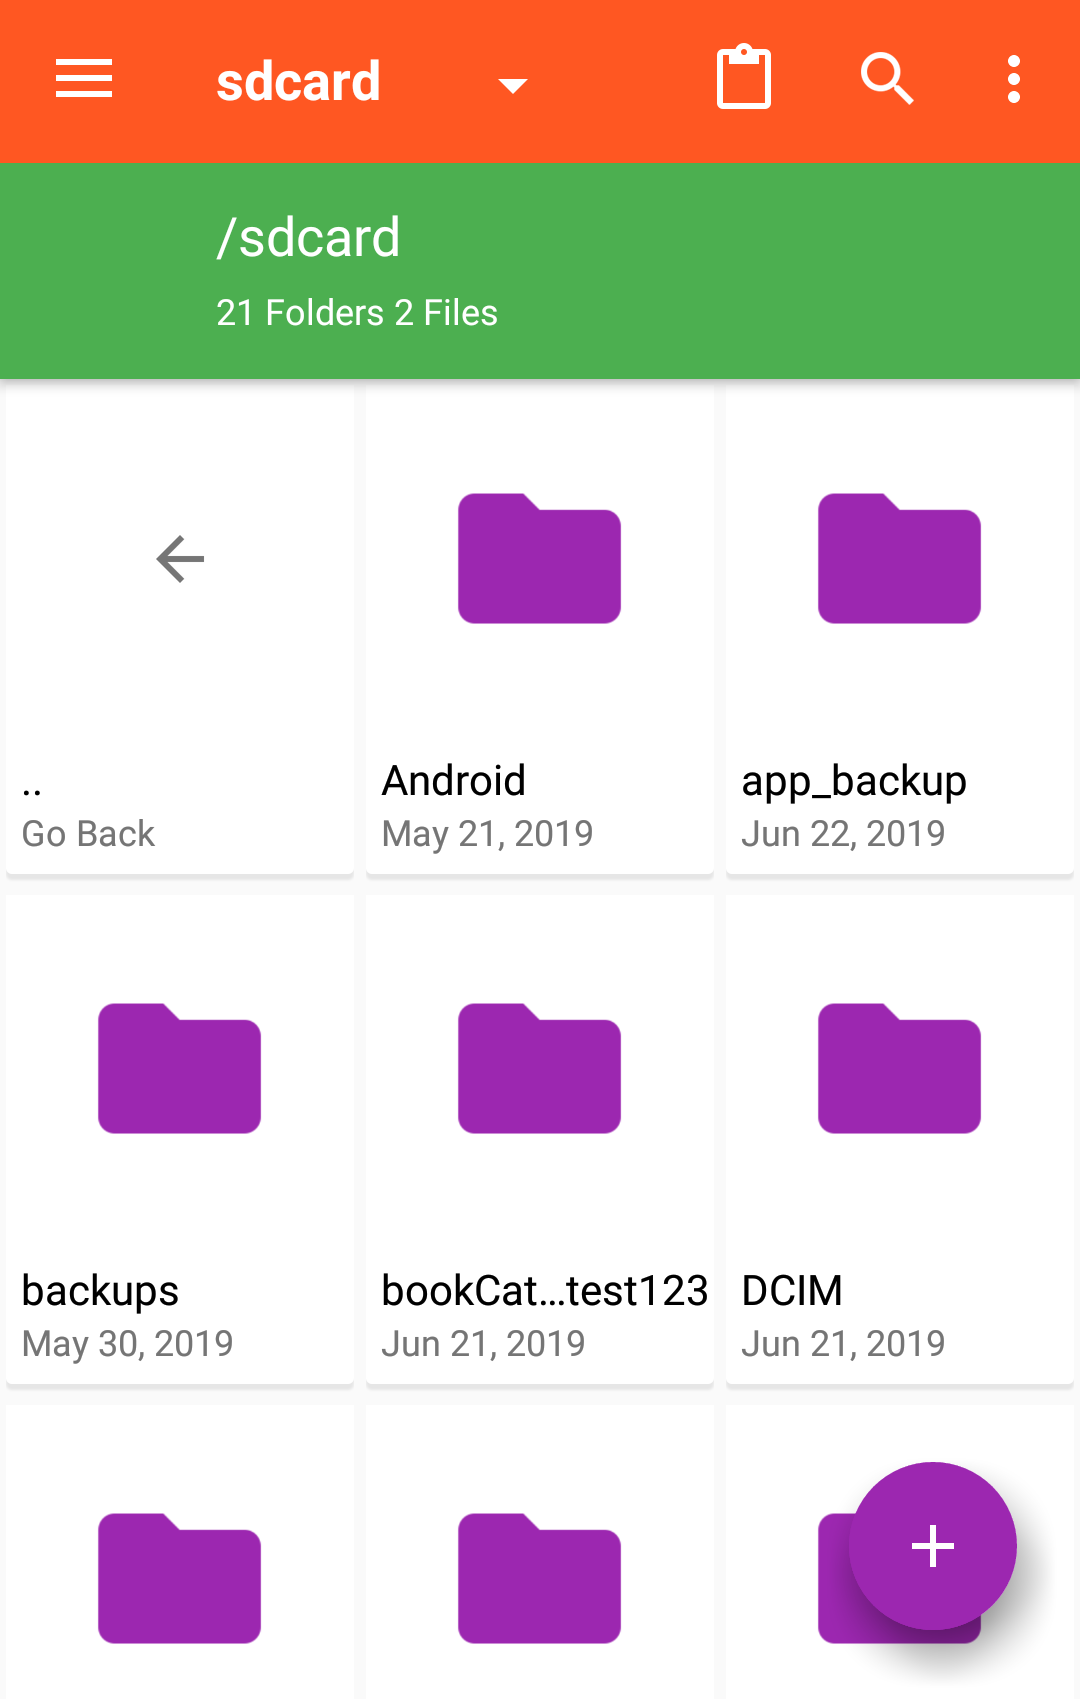 sdcard
/sdcard
21 Folders 2 Files
..
Go Back
Android
May 21, 2019
app_backup
Jun 22, 2019
backups
May 30, 2019
bookCat...test123
Jun 21, 2019
DCIM
Jun 21, 2019